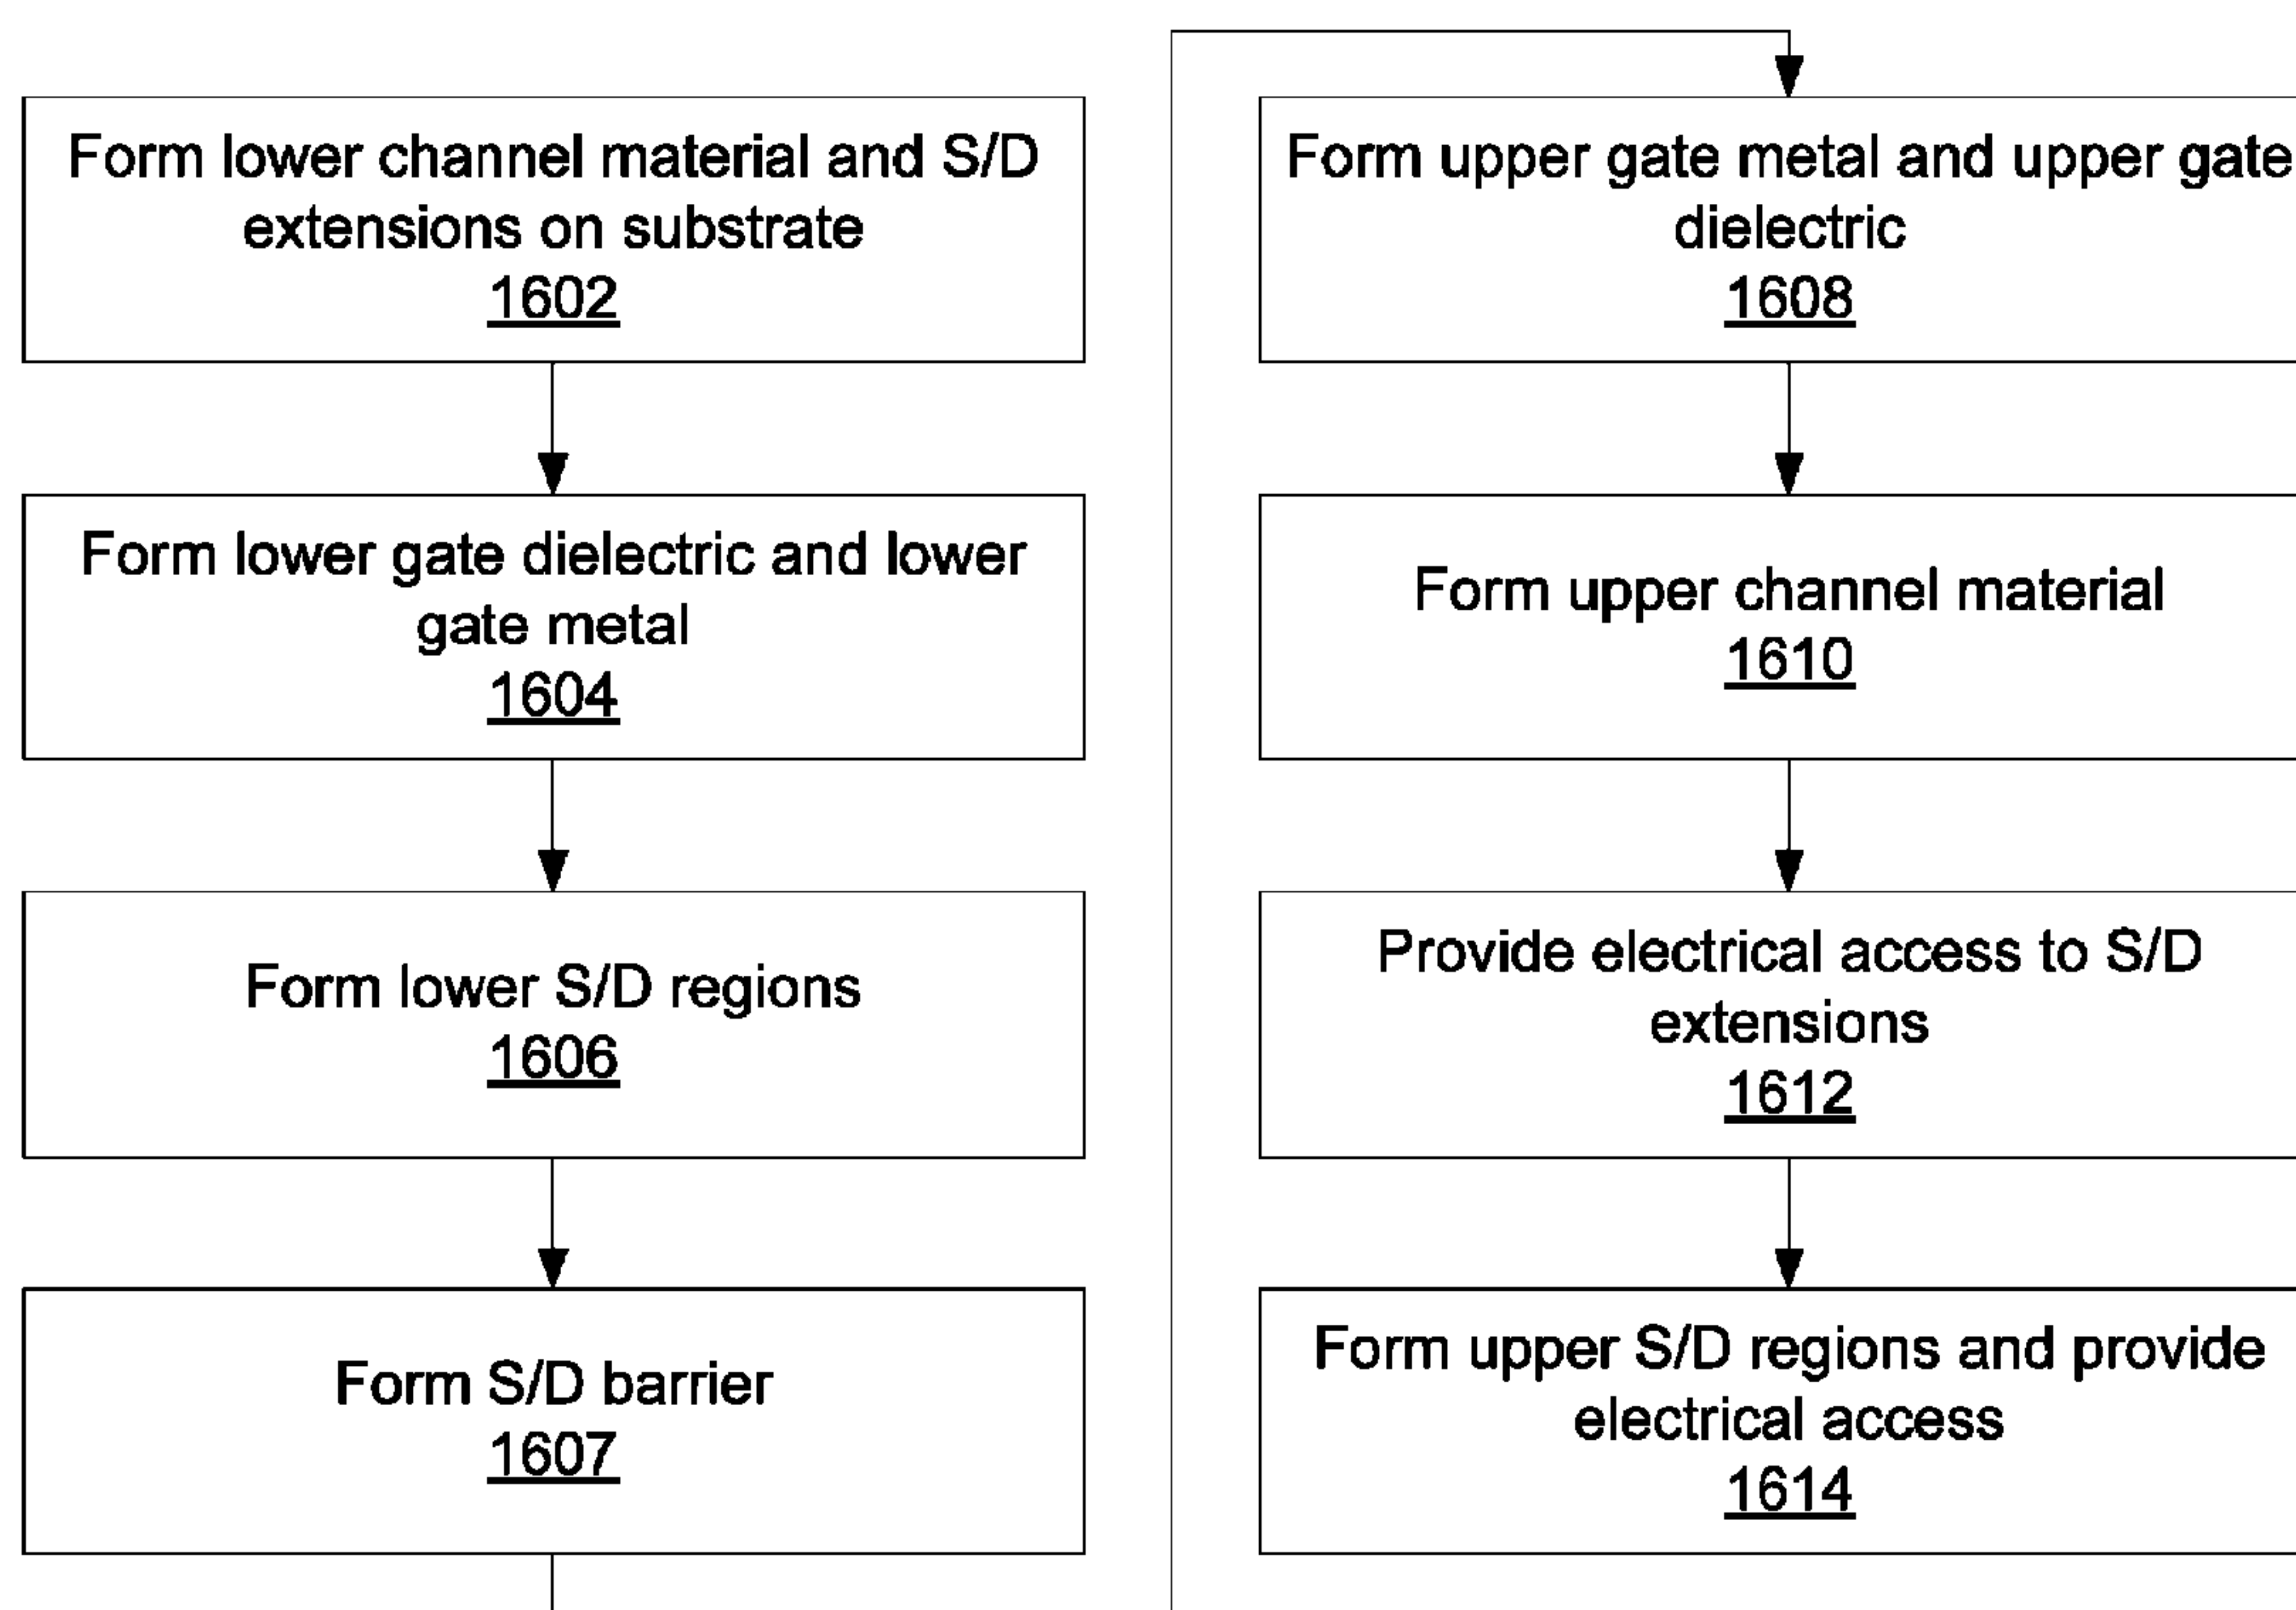 Form lower channel material and S/D
extensions on substrate
1602
Form lower gate dielectric and lower
gate metal
1604
Form lower S/D regions
1606
Form S/D barrier
1607
Form upper gate metal and upper gate
dielectric
1608
Form upper channel material
1610
Provide electrical access to S/D
extensions
1612
Form upper S/D regions and provide
electrical access
1614